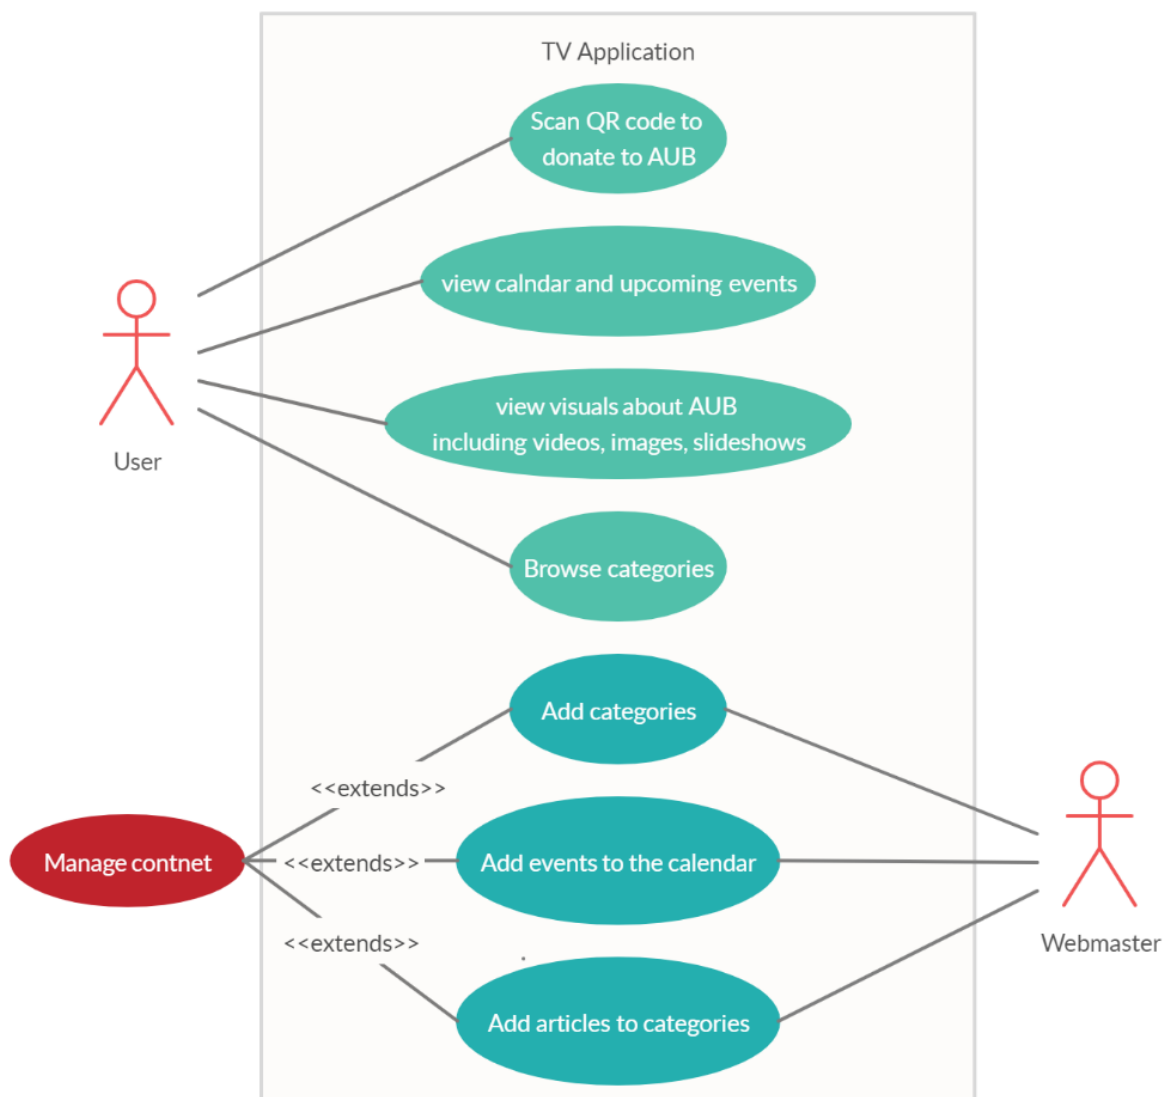 TV Application
Scan QR code to
donate to AUB
view calndar and upcoming events
view visuals about AUB
including videos, images, slideshows
User
Browse categories
Add categories
<<extends>>
Manage contnet
<<extends>>
Add events to the calendar
<<extends>>
Webmaster
Add articles to categories